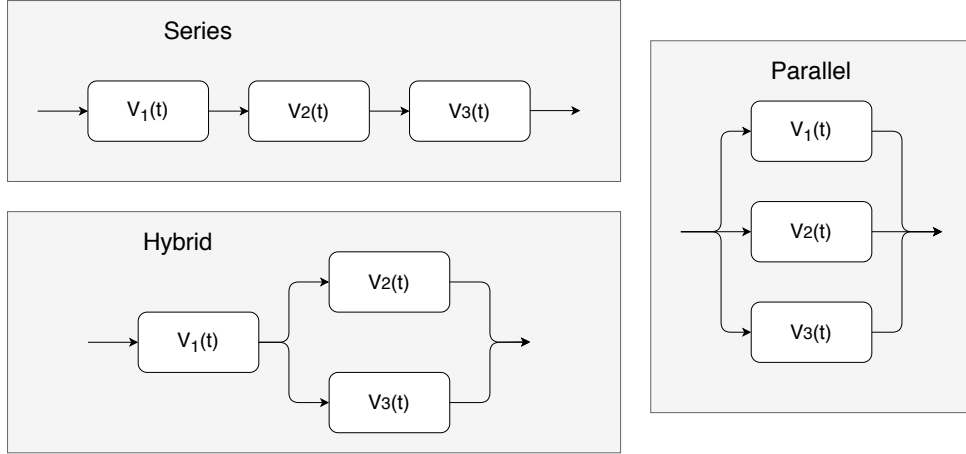 Series
V₁(t)
V2(t)
V3(t)
Parallel
V₁(t)
V2(t)
V3(t)
Hybrid
V₁(t)
V2(t)
V3(t)